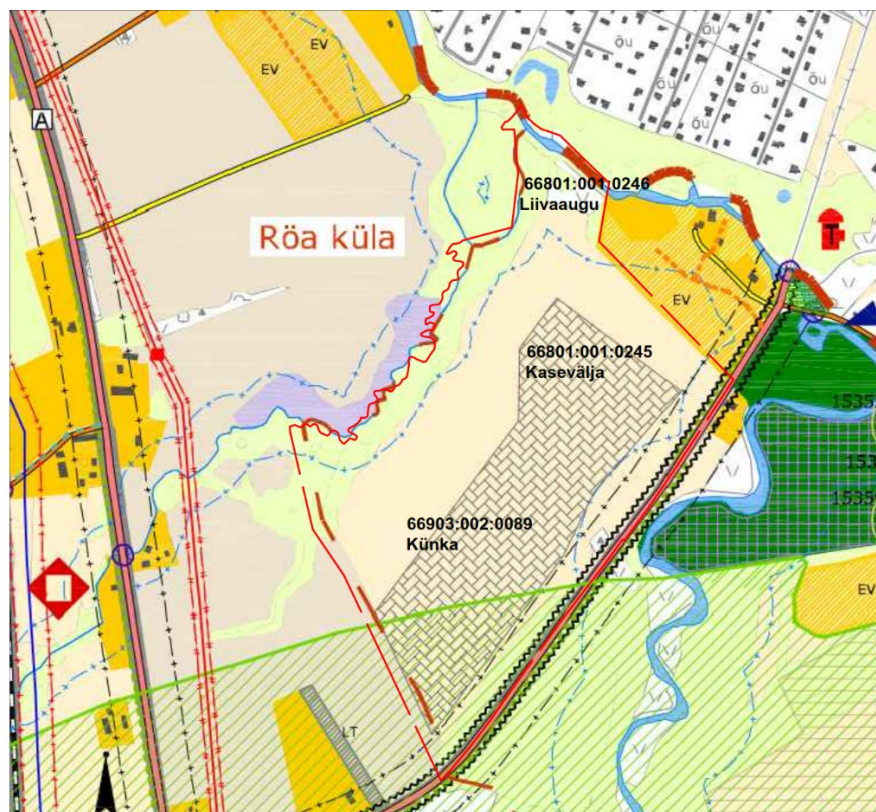 EV
EV
Õu
Õu
Õu
Õu
Õu
A
66801:001:0246
Liivaaugu
Röa küla
T
EV
66801:001:0245
Kasevälja
1535
153
1535
66903:002:0089
Künka
EV
LT